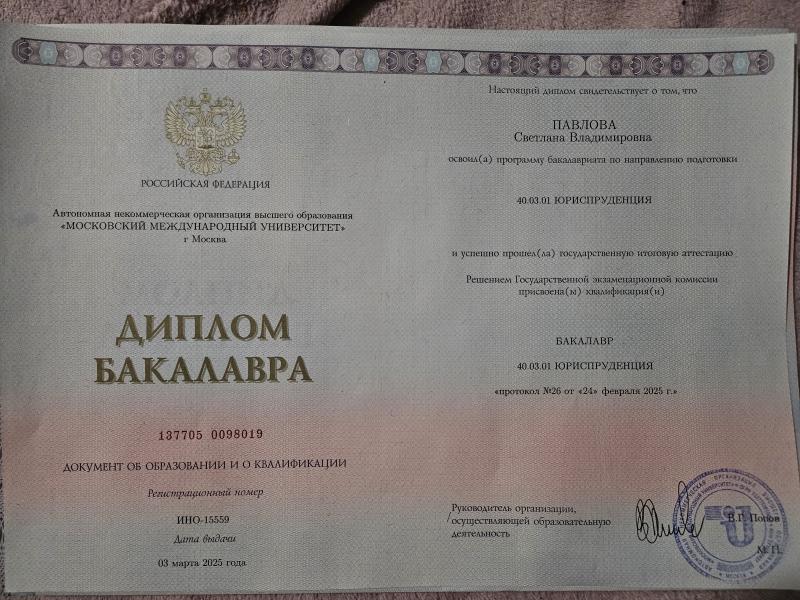 РОССИЙСКАЯ ФЕДЕРАЦИЯ
Автономная некоммерческая организация высшего образования
«МОСКОВСКИЙ МЕЖДУНАРОДНЫЙ УНИВЕРСИТЕТ»
г Москва
ДИПЛОМ
БАКАЛАВРА
137705 0098019
ДОКУМЕНТ ОБ ОБРАЗОВАНИИ И О КВАЛИФИКАЦИИ
Регистрационный номер
ИНО-15559
Дата выдачи
03 марта 2025 года
Настоящий диплом свидетельствует о том, что
ПАВЛОВА
Светлана Владимировна
освоил(а) программу бакалавриата по направлению подготовки
40.03.01 ЮРИСПРУДЕНЦИЯ
и успешно прошел(ла) государственную итоговую аттестацию
Решением Государственной экзаменационной комиссии
присвоена(ы) квалификация(и)
БАКАЛАВР
40.03.01 ЮРИСПРУДЕНЦИЯ
«протокол №26 от «24» февраля 2025 г.»
Руководитель организации,
осуществляющей образовательную
деятельность
В.Г. Попов
М.П.